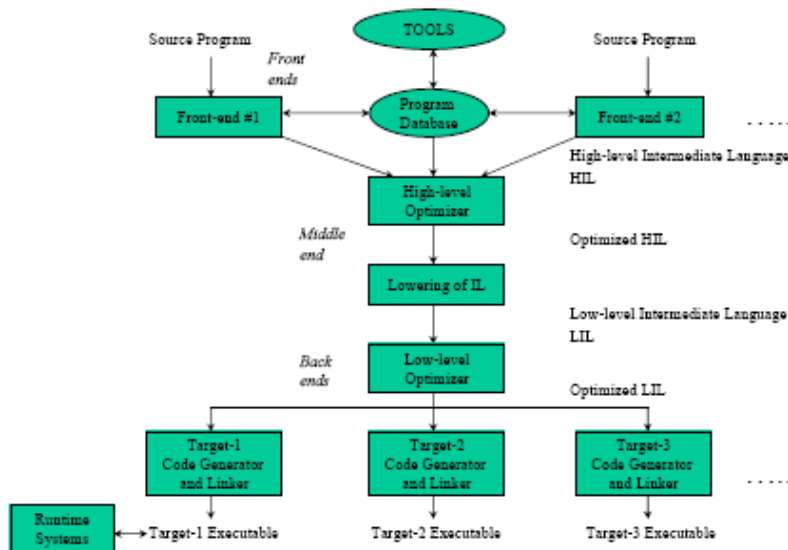 TOOLS
Source Program
Source Program
Front
ends
Front-end #1
Program
Database
Front-end #2
High-level Intermediate Language
HIL
High-level
Optimizer
Middle
end
Optimized HIL
Lowering of IL
Low-level Intermediate Language
LIL
Back
ends
Low-level
Optimizer
Optimized LIL
Target-1
Code Generator
and Linker
Target-2
Code Generator
and Linker
Target-3
Code Generator
and Linker
Runtime
Systems
Target-1 Executable
Target-2 Executable
Target-3 Executable